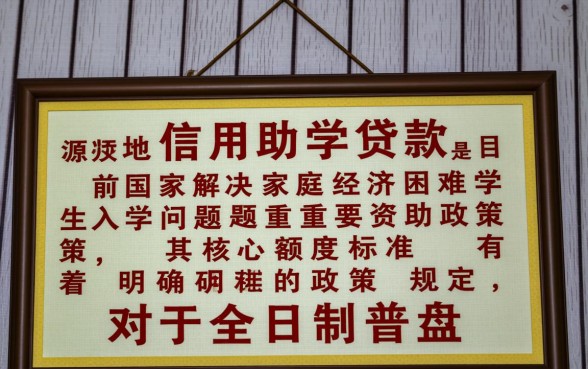 源地信用助学贷款是目
前国家解决家庭经济困难学
生入学问题题重重要资助政策
策，其核心额度标准 有
着 明确的政策 规定，
对于全日制普盘